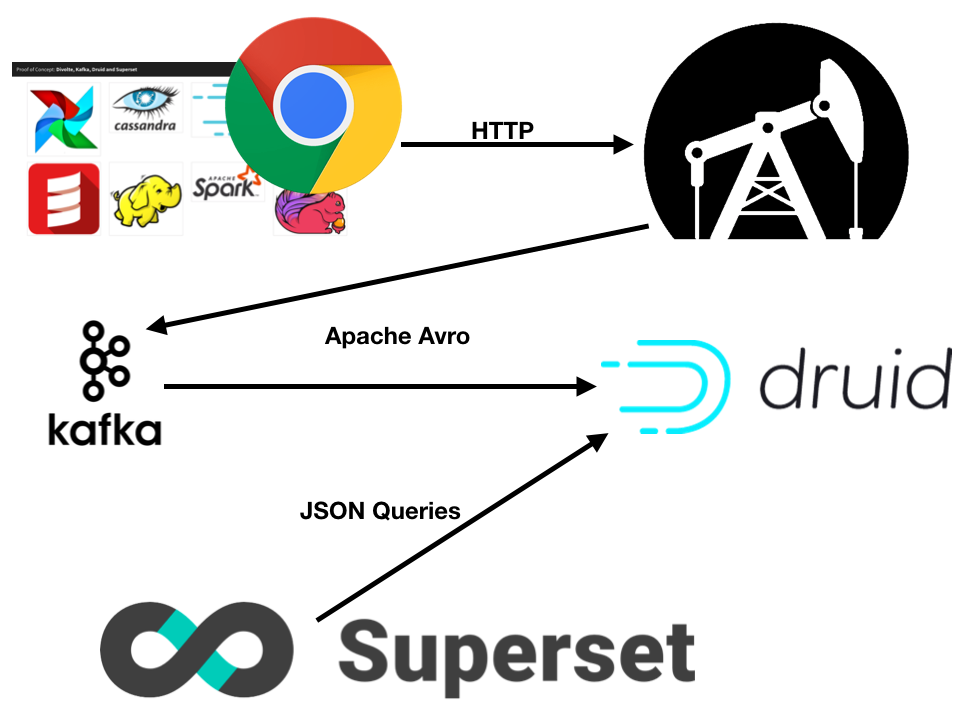 Proof of Concept: Divolte, Kafka, Druid and Superset
cassandra
APACHE
Spark
HTTP
Apache Avro
kafka
druid
JSON Queries
Superset